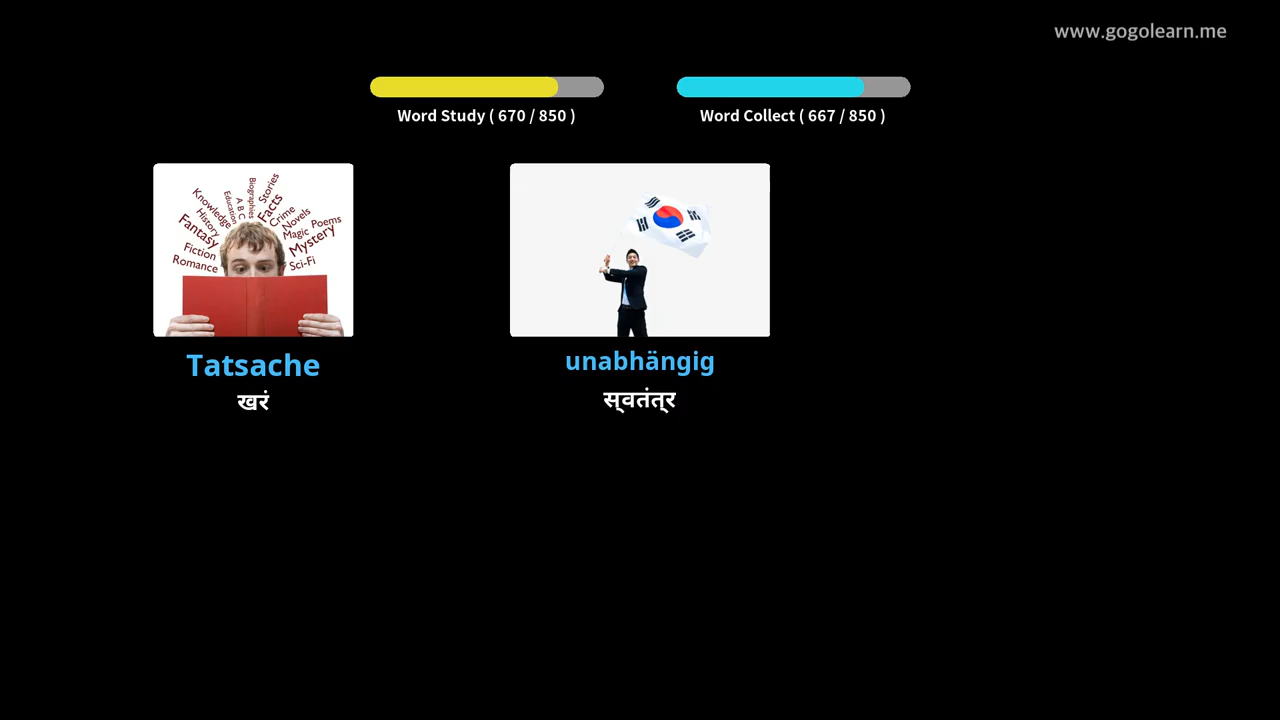 www.gogolearn.me
Word Study ( 670 / 850 )
Word Collect ( 667 / 850 )
Knowledge
Education
A B C
Biographies
Stories
Facts
Crime
Novels
History
Fantasy
Magic
Poems
Mystery
Fiction
Romance
Sci-Fi
Tatsache
खरं
unabhängig
स्वतंत्र